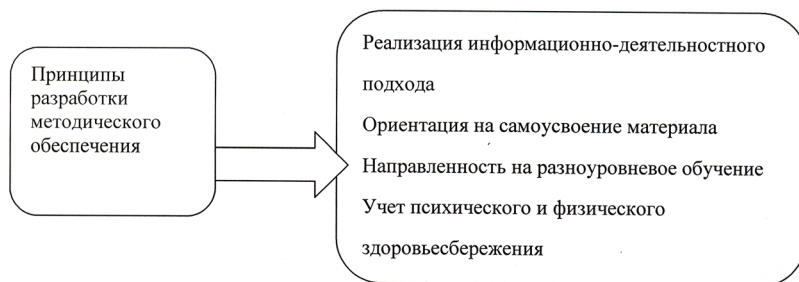 Принципы
разработки
методического
обеспечения
Реализация информационно-деятельностного
подхода
Ориентация на самоусвоение материала
Направленность на разноуровневое обучение
Учет психического и физического
здоровьесбережения